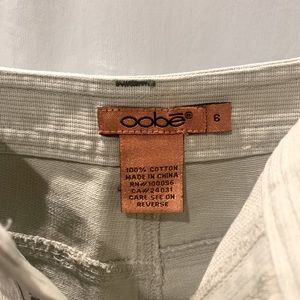 oobe® 6
100% COTTON
MADE IN CHINA
RN#100056
CA#24031
CARE SEE ON
REVERSE